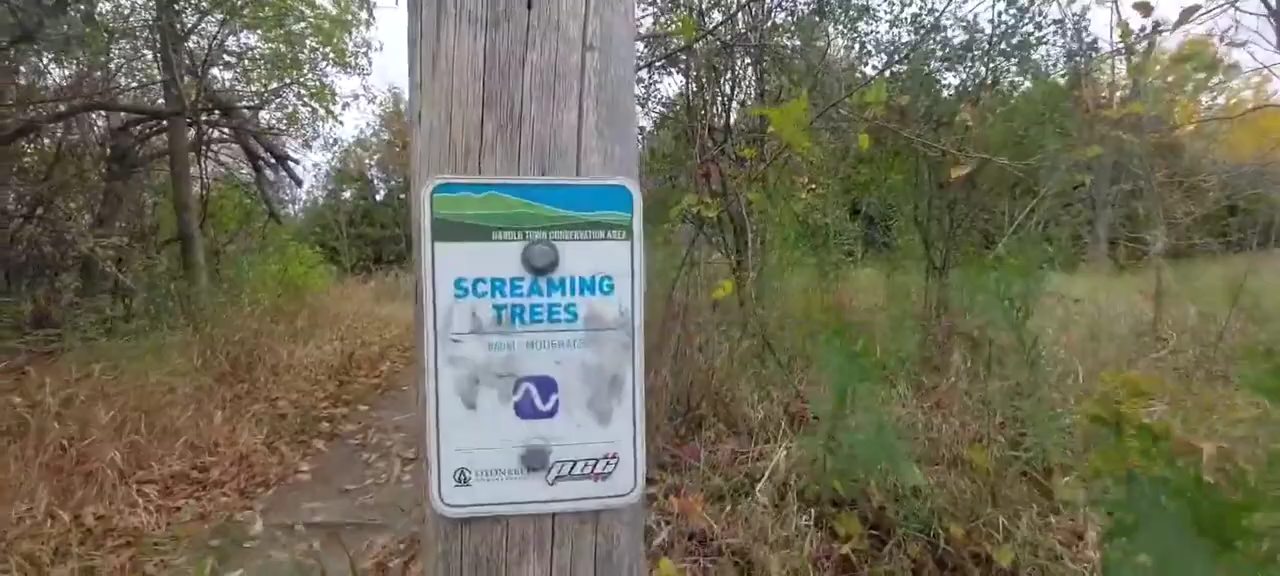 HAROLD TOWN CONSERVATION AREA
SCREAMING
TREES
MODERATE
PCC